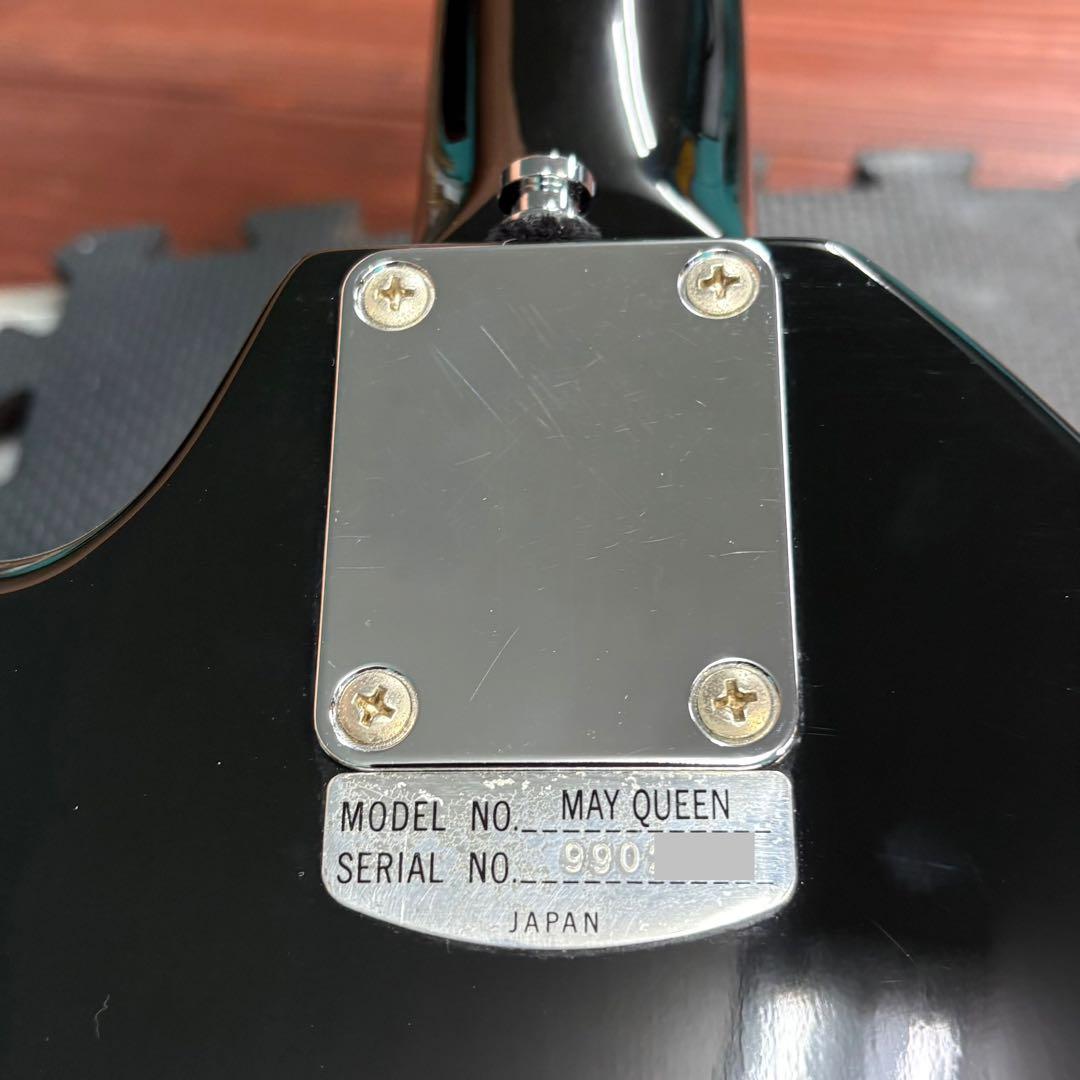 MODEL NO. MAY QUEEN
SERIAL NO. 990
JAPAN